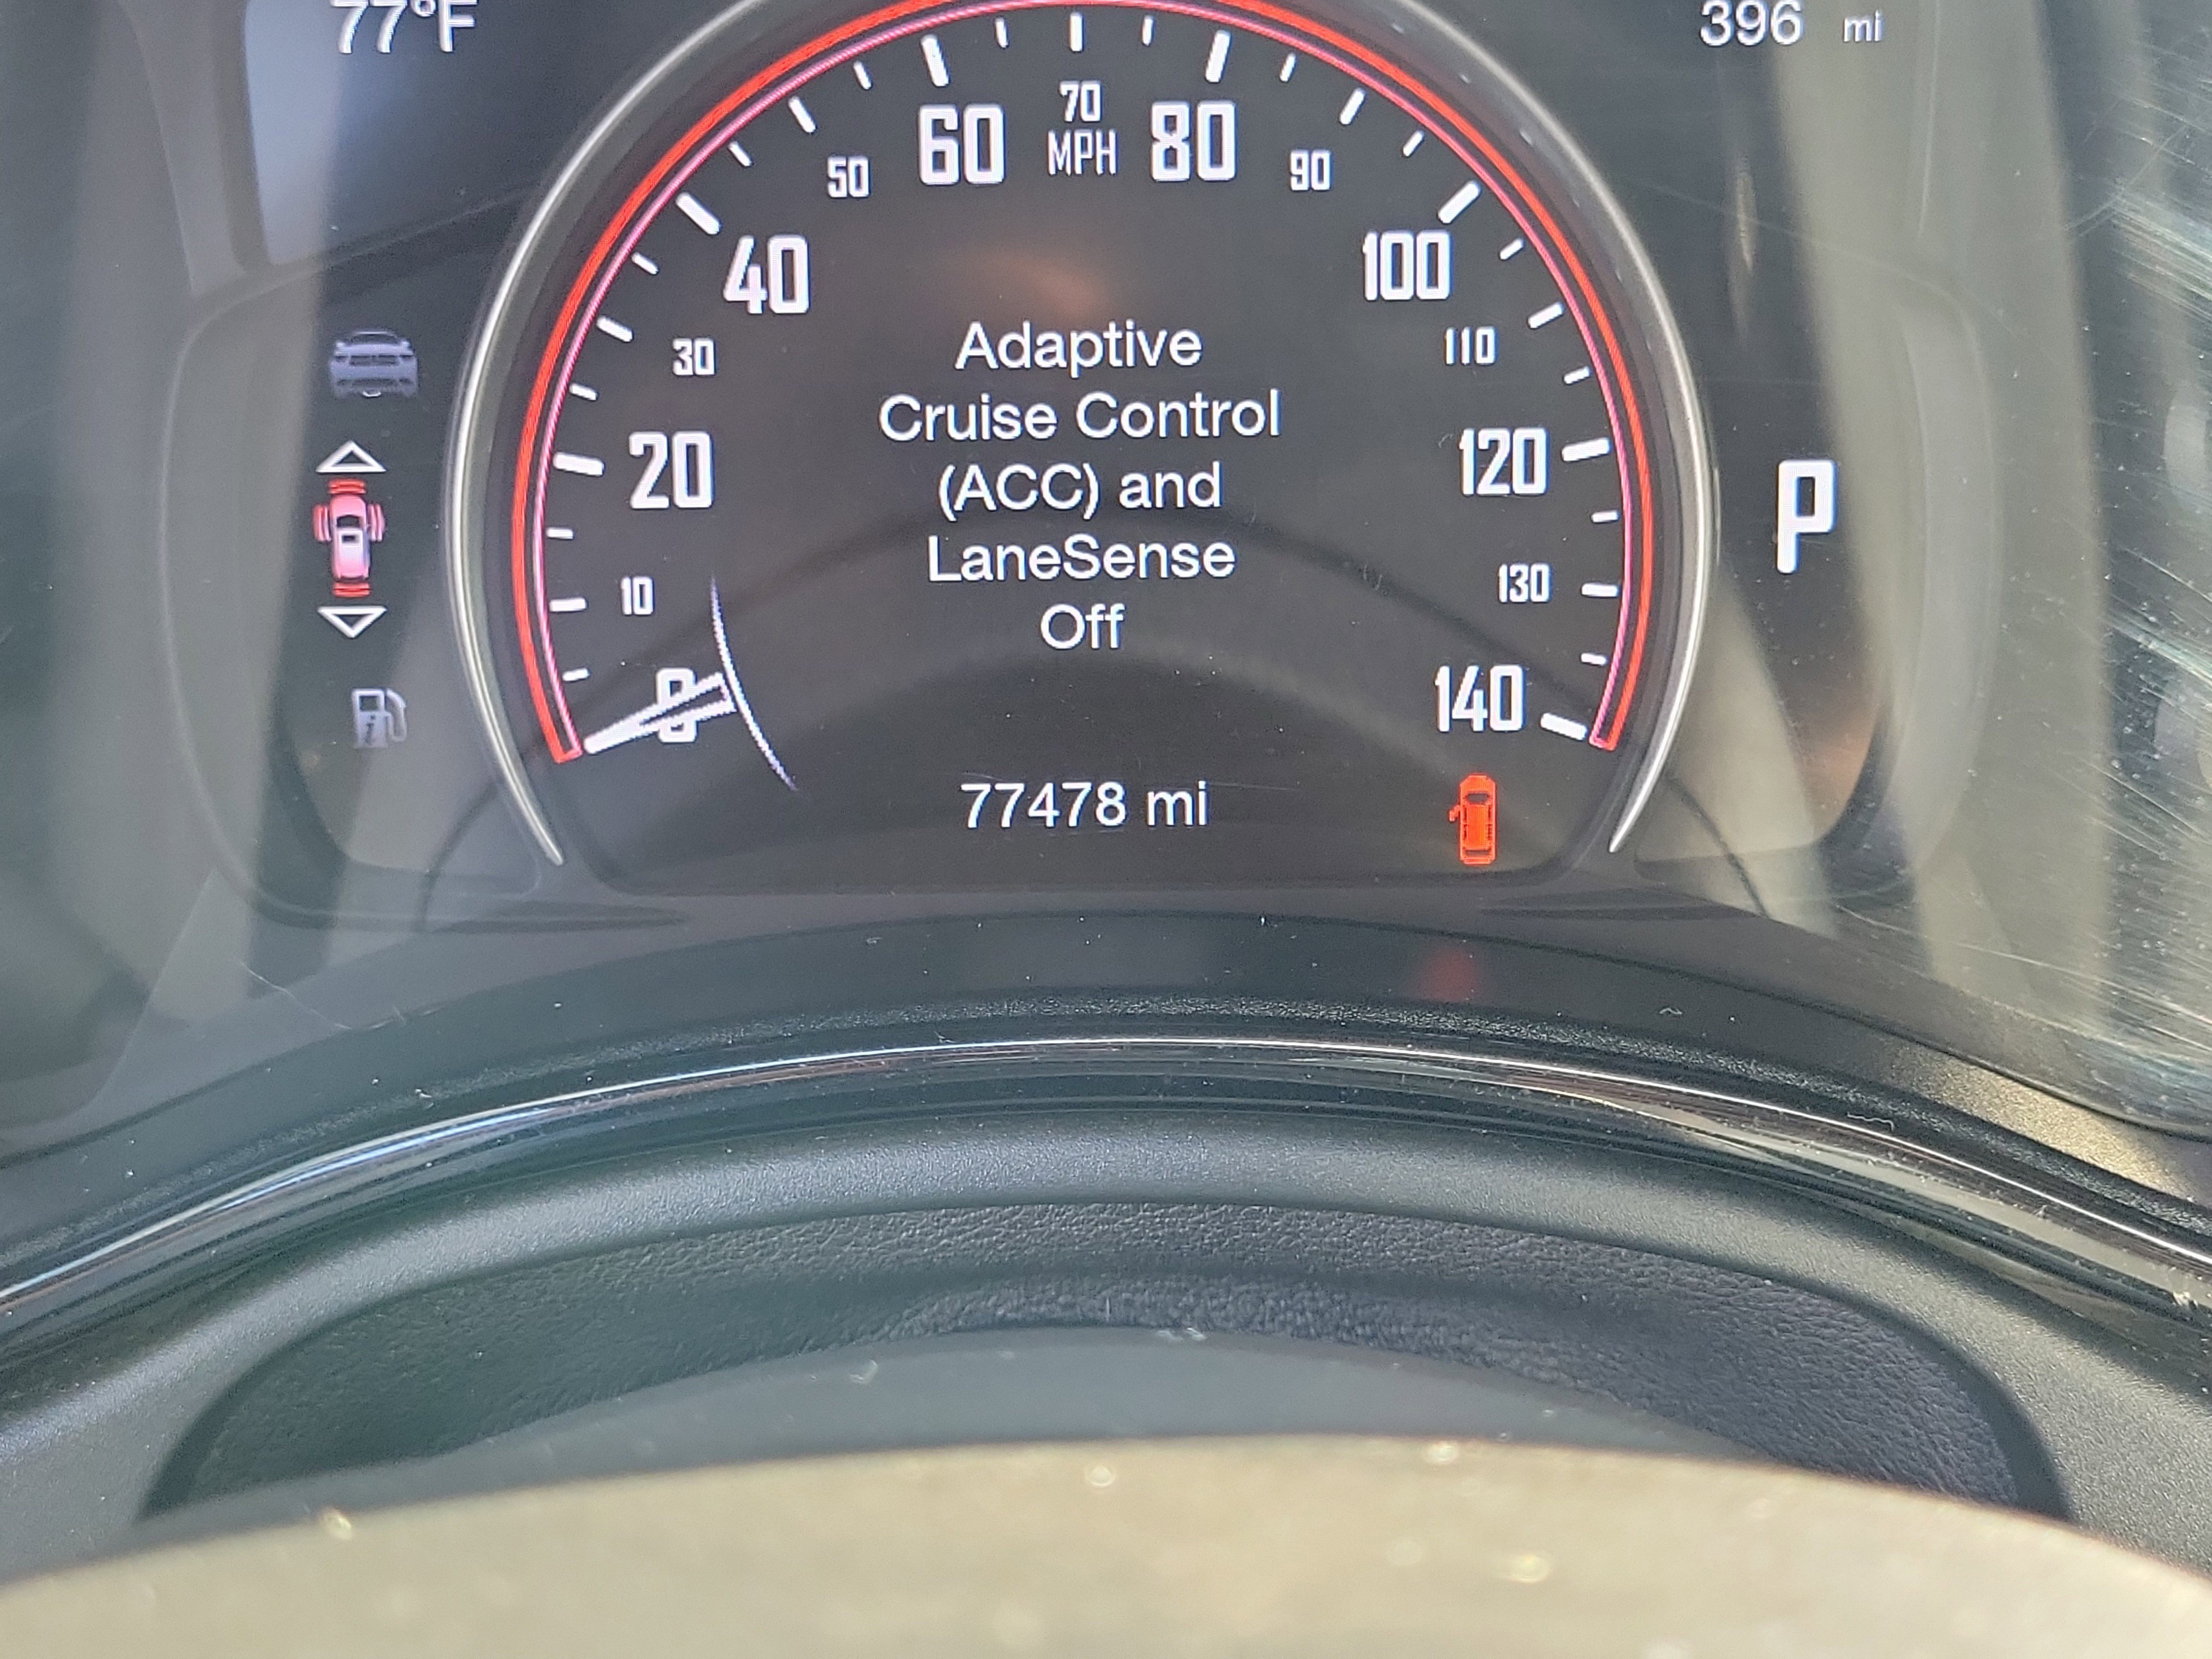 77°F
396 mi
60 70 80
MPH
50 90
40 100
30 110
Adaptive
Cruise Control
(ACC) and
LaneSense
Off
20 120
P
10 130
0 140
77478 mi